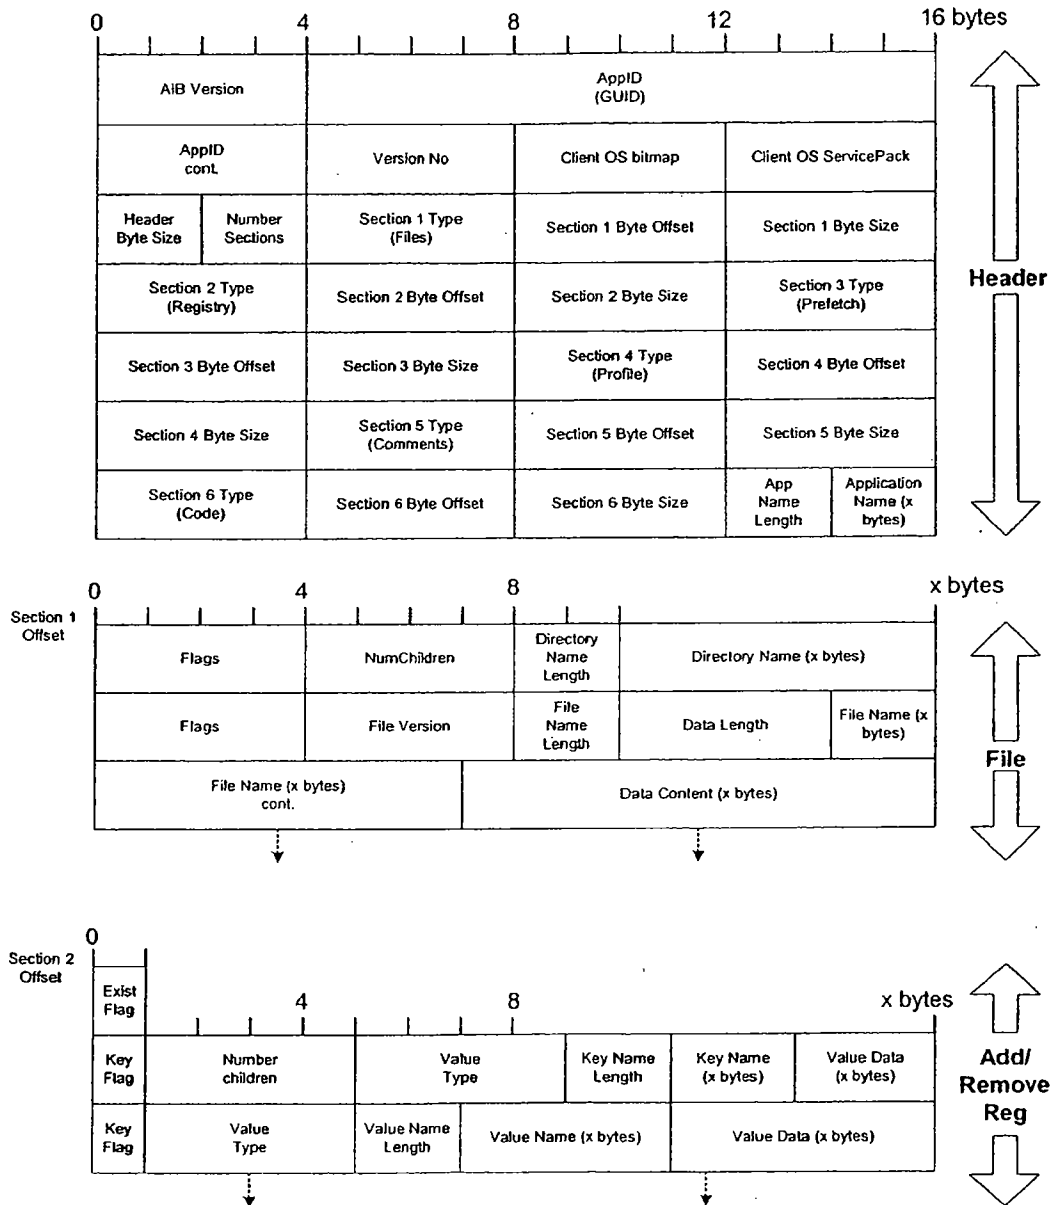 0 4 8 12 16 bytes
AIB Version
AppID
(GUID)
AppID
cont.
Version No
Client OS bitmap
Client OS ServicePack
Header
Byte Size
Number
Sections
Section 1 Type
(Files)
Section 1 Byte Offset
Section 1 Byte Size
Section 2 Type
(Registry)
Section 2 Byte Offset
Section 2 Byte Size
Section 3 Type
(Prefetch)
Section 3 Byte Offset
Section 3 Byte Size
Section 4 Type
(Profile)
Section 4 Byte Offset
Section 4 Byte Size
Section 5 Type
(Comments)
Section 5 Byte Offset
Section 5 Byte Size
Section 6 Type
(Code)
Section 6 Byte Offset
Section 6 Byte Size
App
Name
Length
Application
Name (x
bytes)
Header
0 4 8 x bytes
Section 1
Offset
Flags
NumChildren
Directory
Name
Length
Directory Name (x bytes)
Flags
File Version
File
Name
Length
Data Length
File Name (x
bytes)
File Name (x bytes)
cont.
Data Content (x bytes)
File
0
Section 2
Offset
Exist
Flag
4 8 x bytes
Key
Flag
Number
children
Value
Type
Key Name
Length
Key Name
(x bytes)
Value Data
(x bytes)
Key
Flag
Value
Type
Value Name
Length
Value Name (x bytes)
Value Data (x bytes)
Add/
Remove
Reg